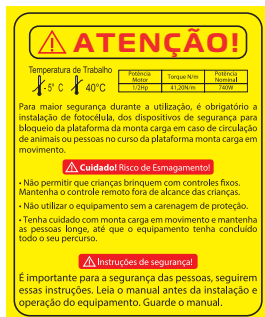 ATENÇÃO!
Temperatura de Trabalho
- 5° C 40°C
Potência Motor Torque N/m Potência Nominal
1/2Hp 41,20N/m 740W
Para maior segurança durante a utilização, é obrigatório a
instalação de fotocélula, dos dispositivos de segurança para
bloqueio da plataforma da monta carga em caso de circulação
de animais ou pessoas no curso da plataforma monta carga em
movimento.
Cuidado! Risco de Esmagamento!
• Não permitir que crianças brinquem com controles fixos.
Mantenha o controle remoto fora de alcance das crianças.
• Não utilizar o equipamento sem a carenagem de proteção.
• Tenha cuidado com monta carga em movimento e mantenha
as pessoas longe, até que o equipamento tenha concluído
todo o seu percurso.
Instruções de segurança!
É importante para a segurança das pessoas, seguirem
essas instruções. Leia o manual antes da instalação e
operação do equipamento. Guarde o manual.